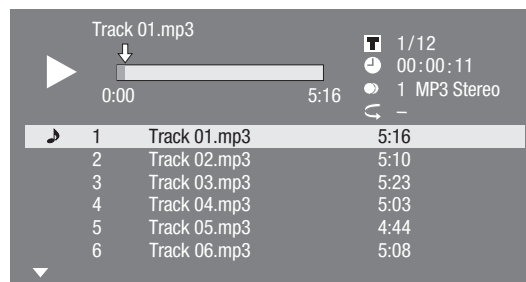 Track 01.mp3
T 1/12
00:00:11
0:00 5:16
1 MP3 Stereo
–
1 Track 01.mp3 5:16
2 Track 02.mp3 5:10
3 Track 03.mp3 5:23
4 Track 04.mp3 5:03
5 Track 05.mp3 4:44
6 Track 06.mp3 5:08